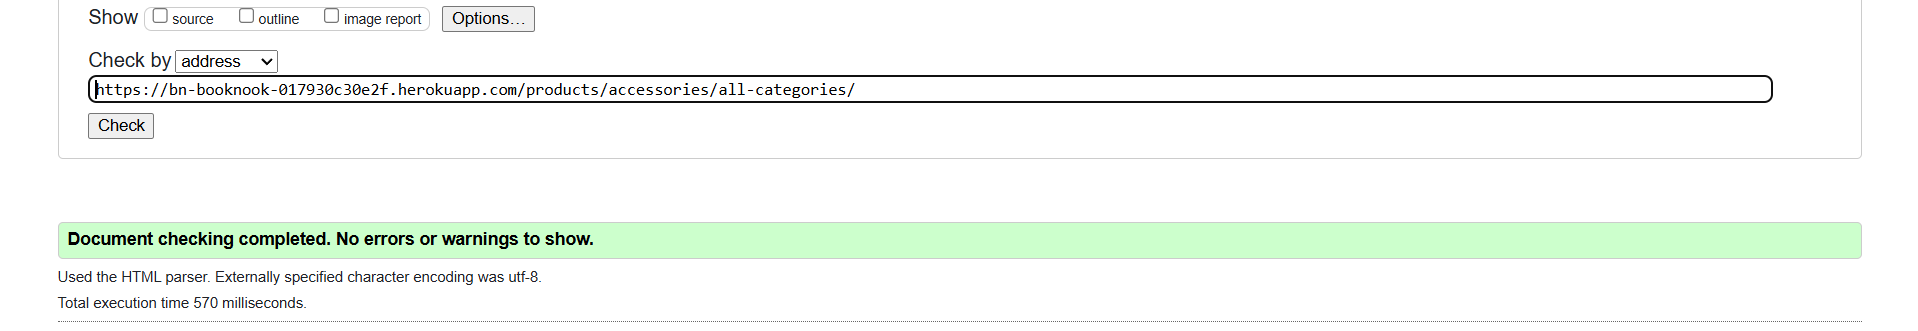 Show source outline image report Options...
Check by address
https://bn-booknook-017930c30e2f.herokuapp.com/products/accessories/all-categories/
Check
Document checking completed. No errors or warnings to show.
Used the HTML parser. Externally specified character encoding was utf-8.
Total execution time 570 milliseconds.